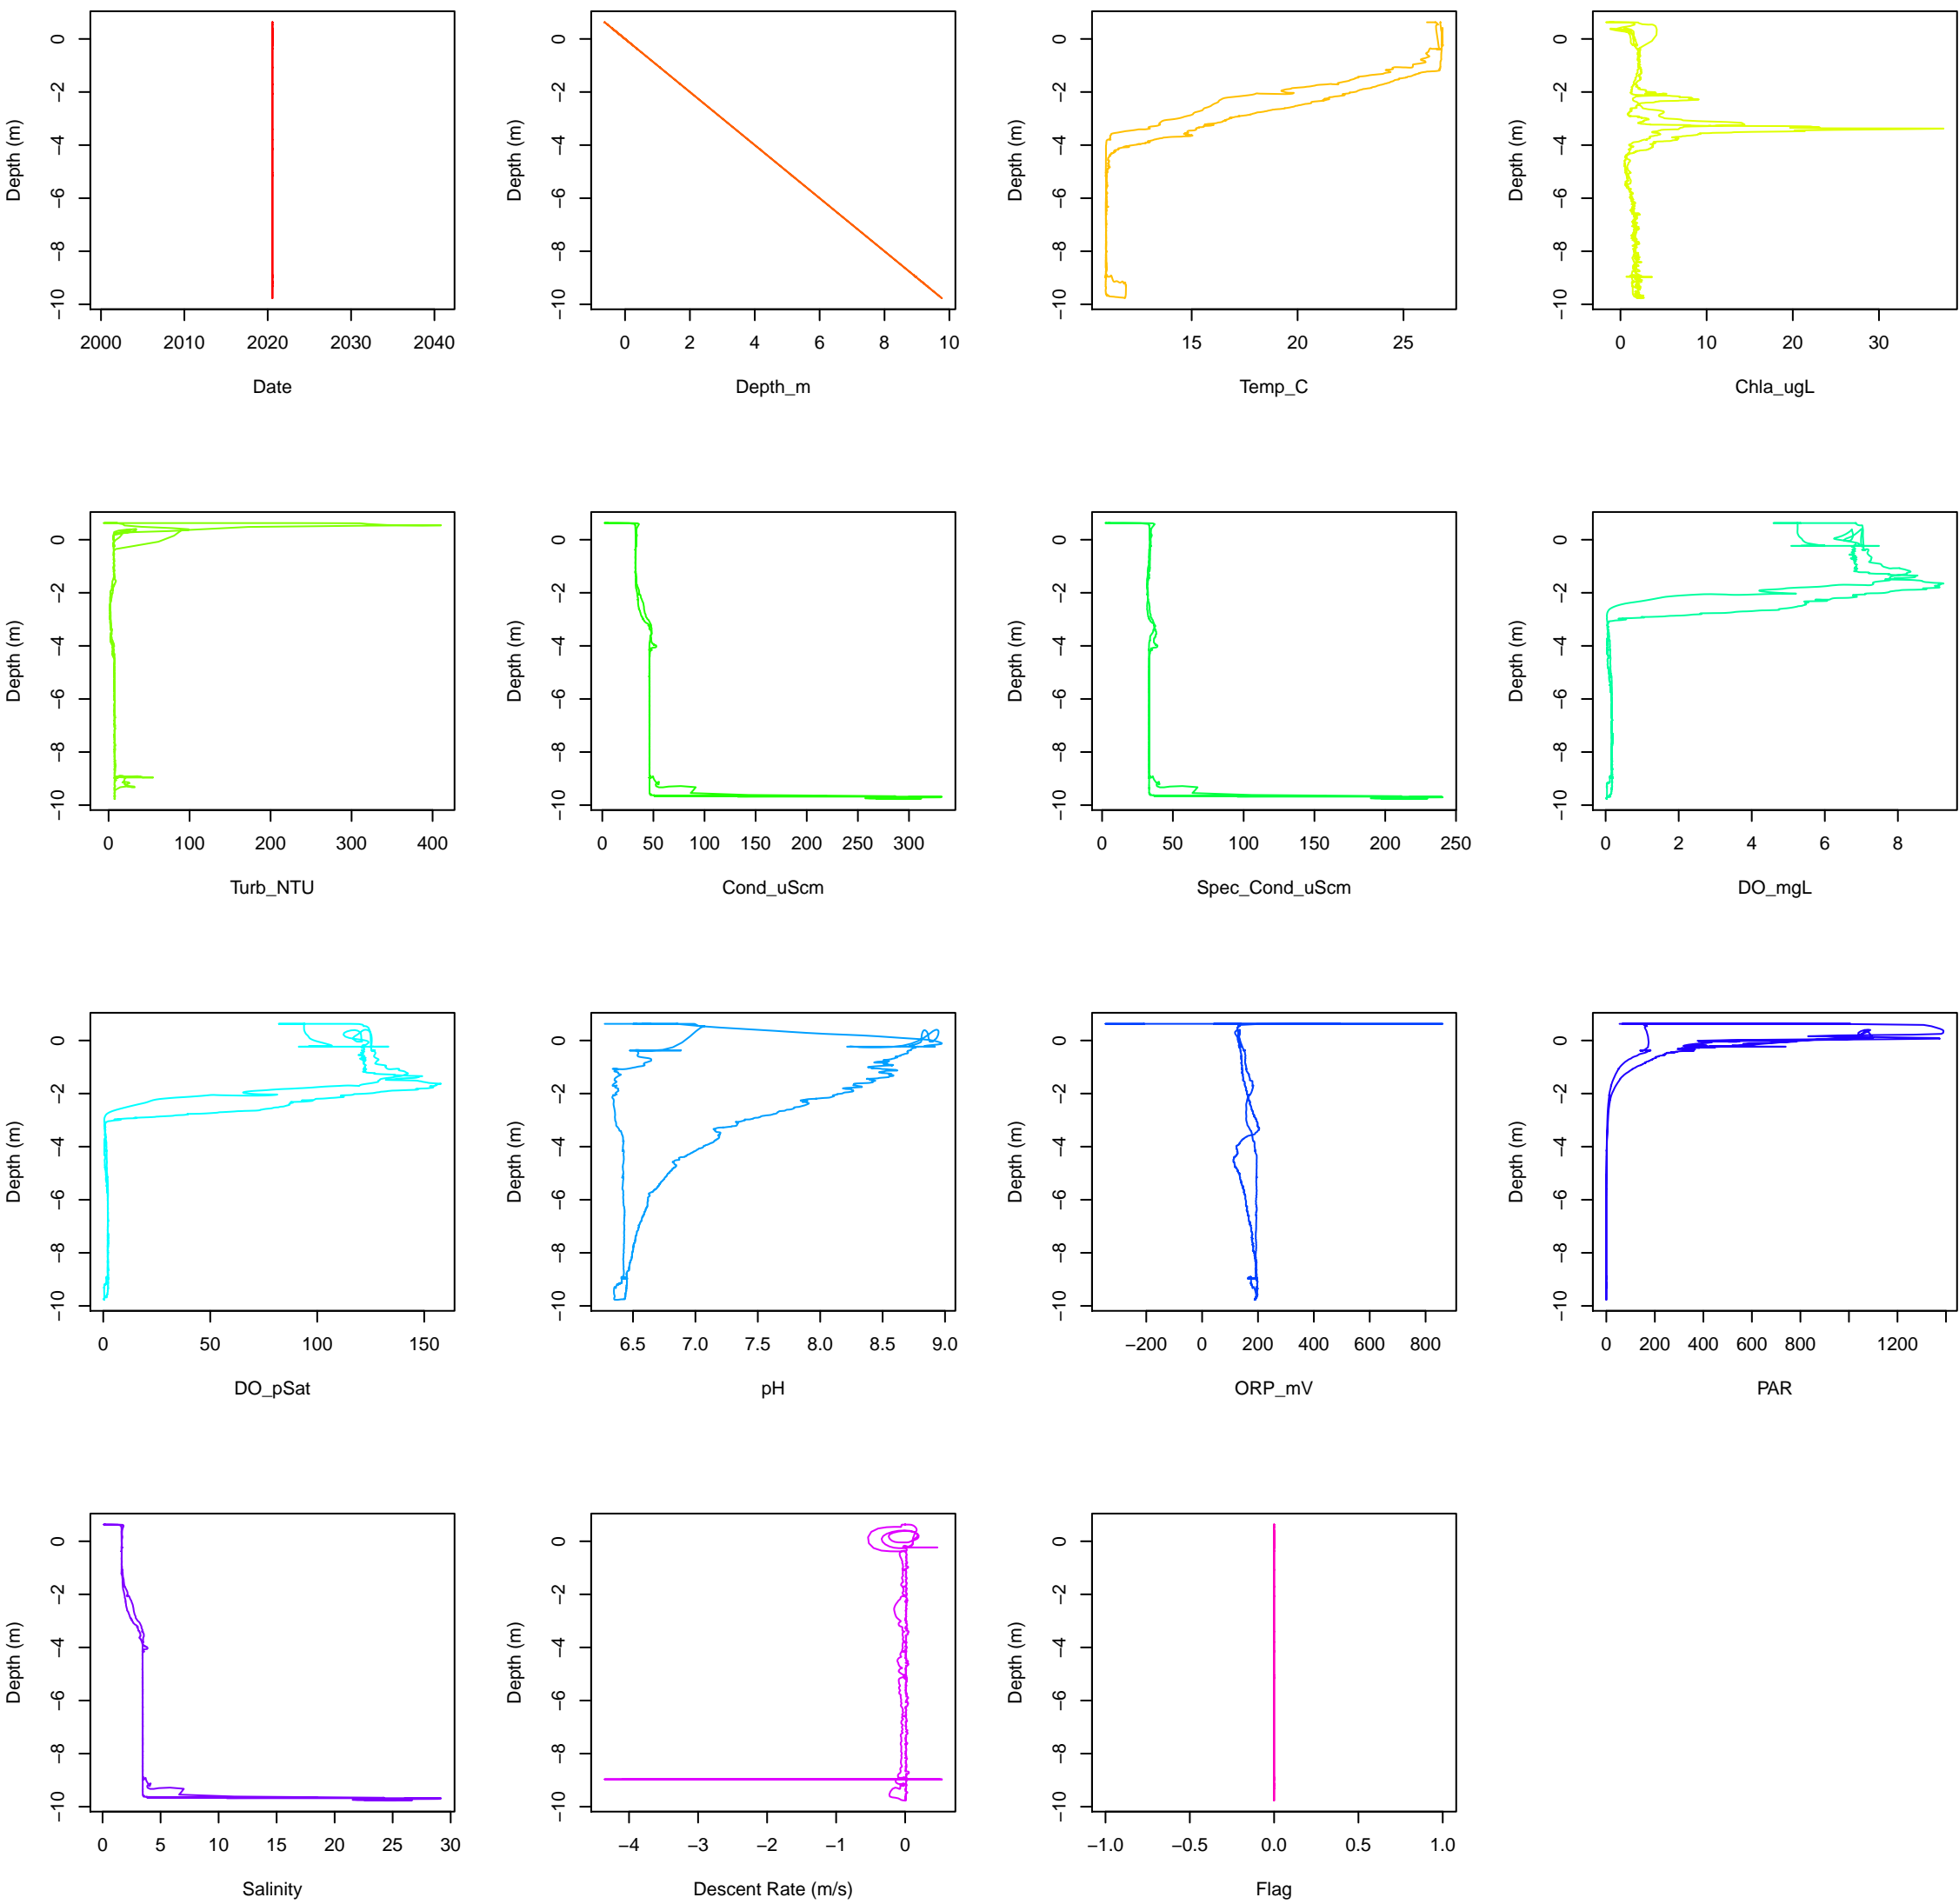 0 0 0 0
−2 −2 −2 −2
Depth (m) Depth (m) Depth (m) Depth (m)
−4 −4 −4 −4
−6 −6 −6 −6
−8 −8 −8 −8
−10 −10 −10 −10
2000 2010 2020 2030 2040 0 2 4 6 8 10 15 20 25 0 10 20 30
Date Depth_m Temp_C Chla_ugL
0 0 0 0
−2 −2 −2 −2
Depth (m) Depth (m) Depth (m) Depth (m)
−4 −4 −4 −4
−6 −6 −6 −6
−8 −8 −8 −8
−10 −10 −10 −10
0 100 200 300 400 0 50 100 150 200 250 300 0 50 100 150 200 250 0 2 4 6 8
Turb_NTU Cond_uScm Spec_Cond_uScm DO_mgL
0 0 0 0
−2 −2 −2 −2
Depth (m) Depth (m) Depth (m) Depth (m)
−4 −4 −4 −4
−6 −6 −6 −6
−8 −8 −8 −8
−10 −10 −10 −10
0 50 100 150 6.5 7.0 7.5 8.0 8.5 9.0 −200 0 200 400 600 800 0 200 400 600 800 1200
DO_pSat pH ORP_mV PAR
0 0 0
−2 −2 −2
Depth (m) Depth (m) Depth (m)
−4 −4 −4
−6 −6 −6
−8 −8 −8
−10 −10 −10
0 5 10 15 20 25 30 −4 −3 −2 −1 0 −1.0 −0.5 0.0 0.5 1.0
Salinity Descent Rate (m/s) Flag